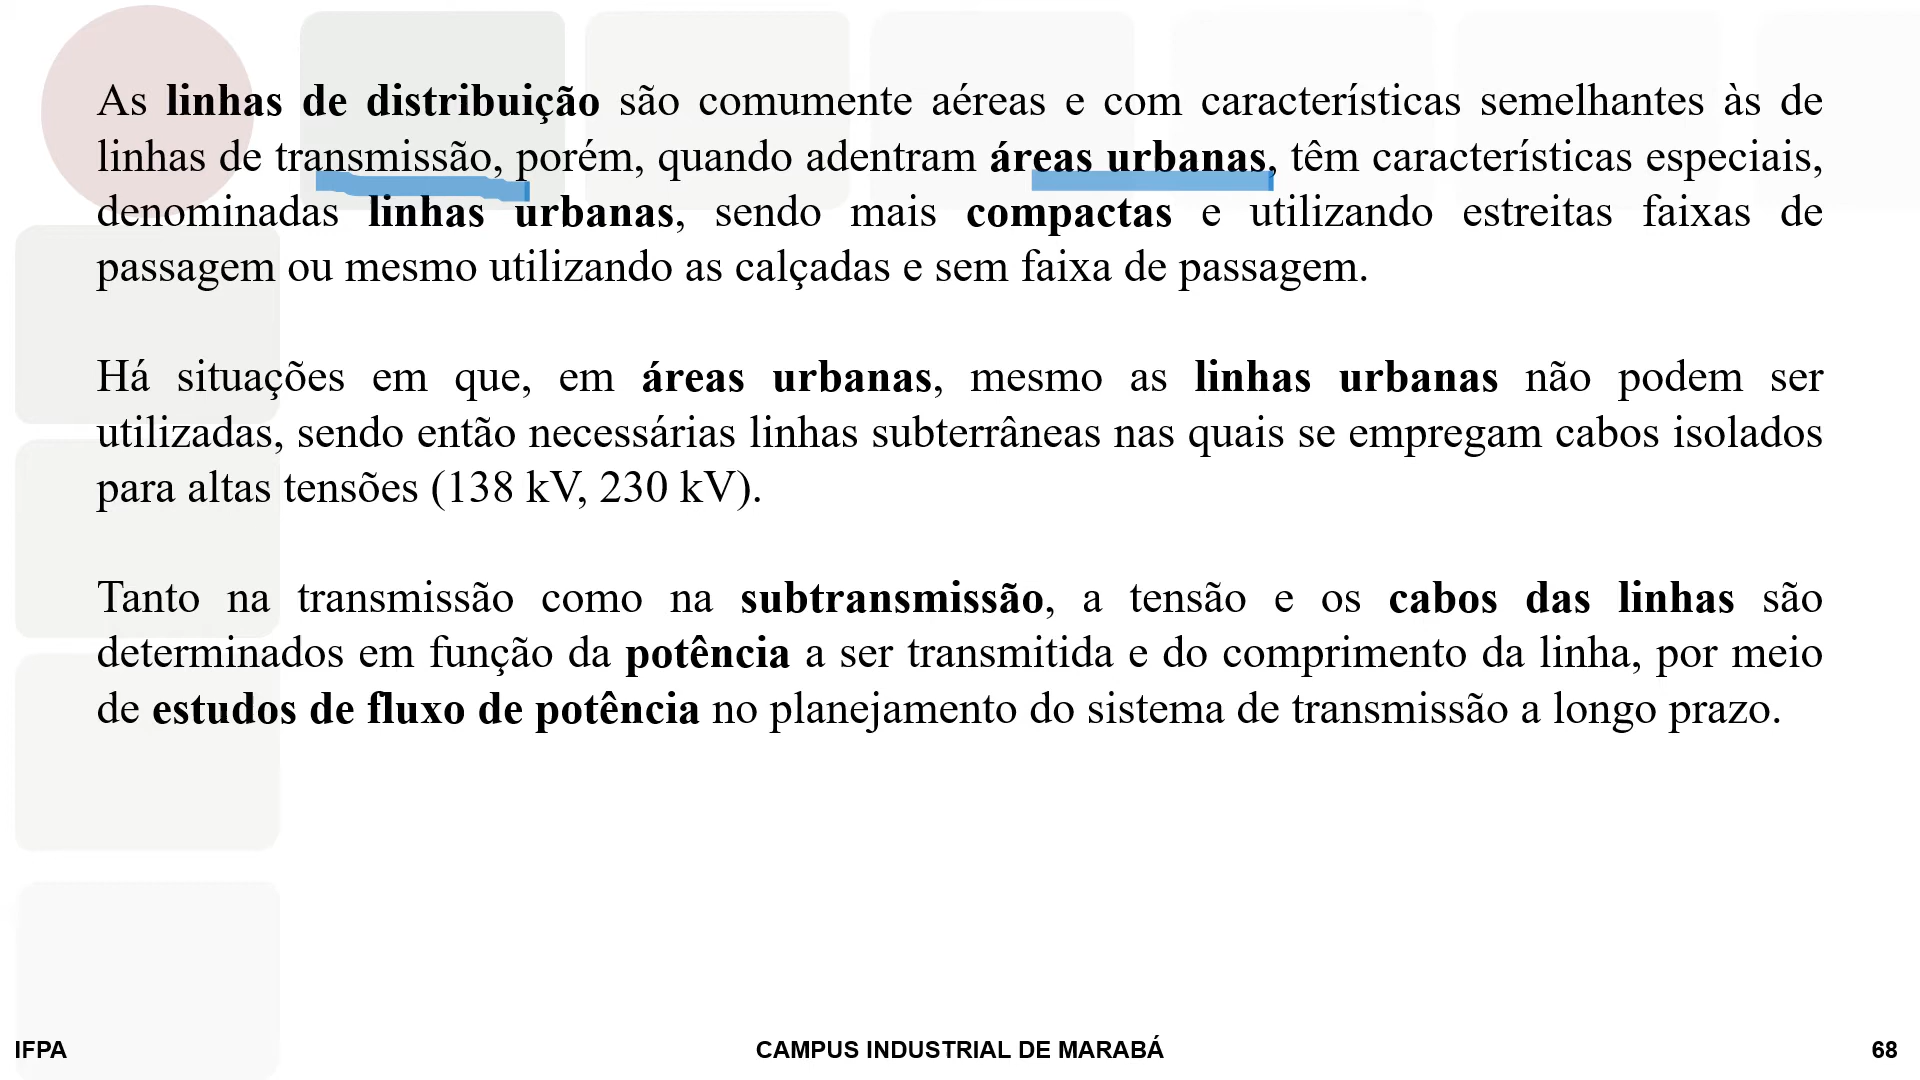 As linhas de distribuição são comumente aéreas e com características semelhantes às de
linhas de transmissão, porém, quando adentram áreas urbanas, têm características especiais,
denominadas linhas urbanas, sendo mais compactas e utilizando estreitas faixas de
passagem ou mesmo utilizando as calçadas e sem faixa de passagem.
Há situações em que, em áreas urbanas, mesmo as linhas urbanas não podem ser
utilizadas, sendo então necessárias linhas subterrâneas nas quais se empregam cabos isolados
para altas tensões (138 kV, 230 kV).
Tanto na transmissão como na subtransmissão, a tensão e os cabos das linhas são
determinados em função da potência a ser transmitida e do comprimento da linha, por meio
de estudos de fluxo de potência no planejamento do sistema de transmissão a longo prazo.
IFPA
CAMPUS INDUSTRIAL DE MARABÁ
68